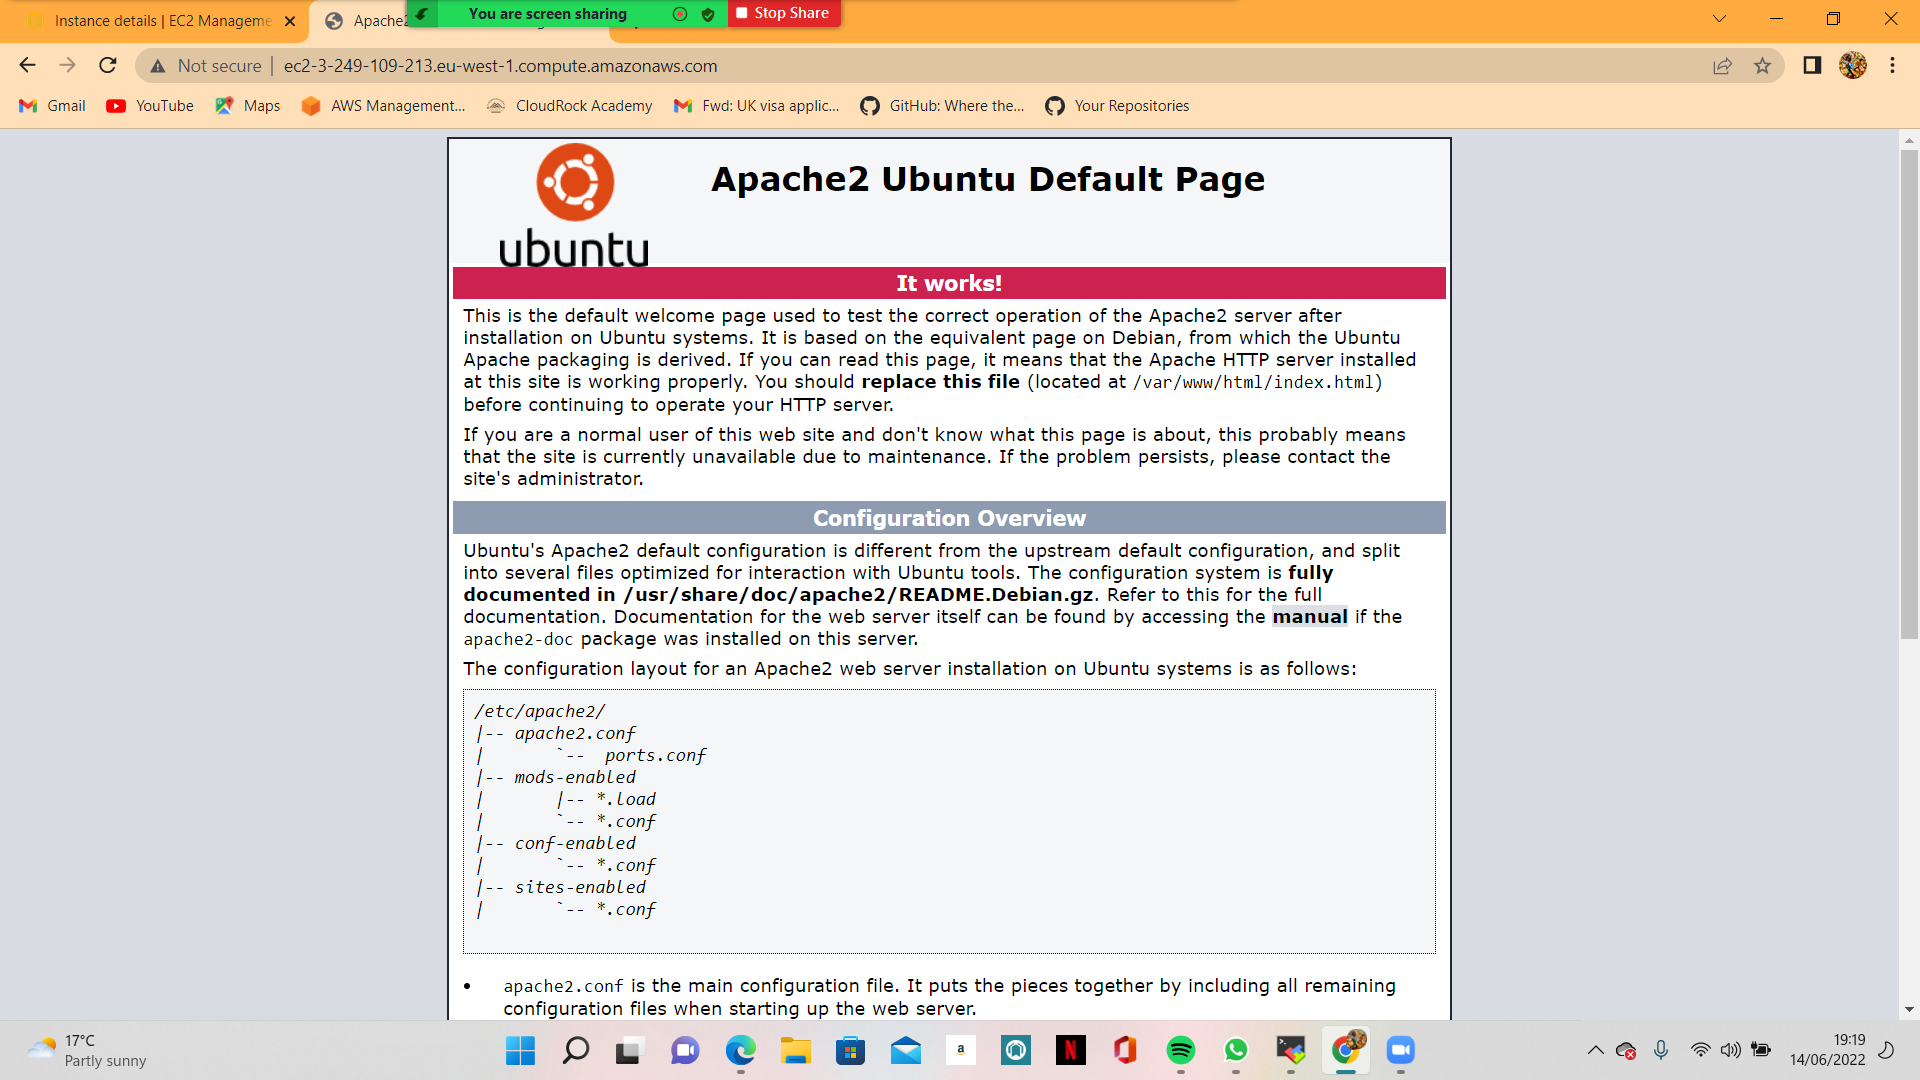 Instance details | EC2 Manageme
Apache2
You are screen sharing
Stop Share
Not secure
ec2-3-249-109-213.eu-west-1.compute.amazonaws.com
Gmail
YouTube
Maps
AWS Management...
CloudRock Academy
Fwd: UK visa applic...
GitHub: Where the...
Your Repositories
ubuntu
Apache2 Ubuntu Default Page
It works!
This is the default welcome page used to test the correct operation of the Apache2 server after
installation on Ubuntu systems. It is based on the equivalent page on Debian, from which the Ubuntu
Apache packaging is derived. If you can read this page, it means that the Apache HTTP server installed
at this site is working properly. You should replace this file (located at /var/www/html/index.html)
before continuing to operate your HTTP server.
If you are a normal user of this web site and don't know what this page is about, this probably means
that the site is currently unavailable due to maintenance. If the problem persists, please contact the
site's administrator.
Configuration Overview
Ubuntu's Apache2 default configuration is different from the upstream default configuration, and split
into several files optimized for interaction with Ubuntu tools. The configuration system is fully
documented in /usr/share/doc/apache2/README.Debian.gz. Refer to this for the full
documentation. Documentation for the web server itself can be found by accessing the manual if the
apache2-doc package was installed on this server.
The configuration layout for an Apache2 web server installation on Ubuntu systems is as follows:
/etc/apache2/
|-- apache2.conf
|       `--  ports.conf
|-- mods-enabled
|       |-- *.load
|       `-- *.conf
|-- conf-enabled
|       `-- *.conf
|-- sites-enabled
|       `-- *.conf
• apache2.conf is the main configuration file. It puts the pieces together by including all remaining
configuration files when starting up the web server.
17°C
Partly sunny
19:19
14/06/2022